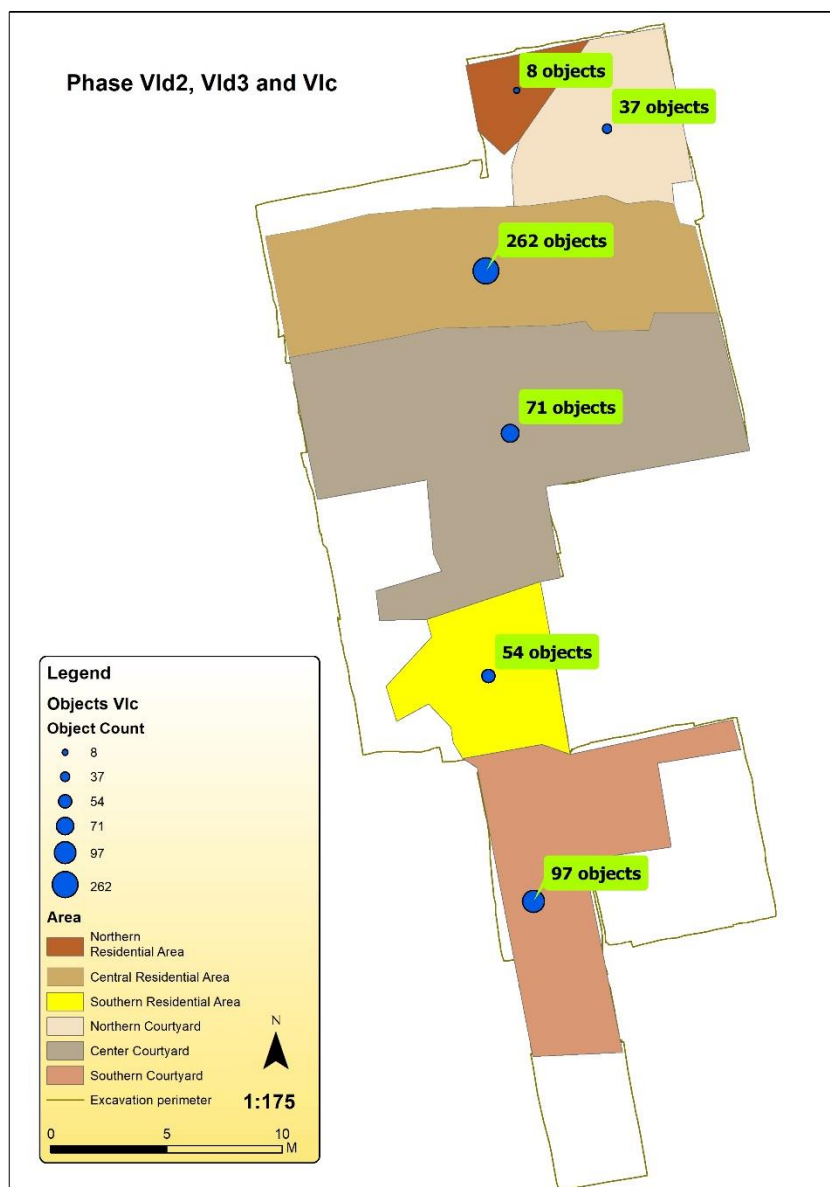 Phase VId2, VId3 and VIc
8 objects
37 objects
262 objects
71 objects
54 objects
97 objects
Legend
Objects VIc
Object Count
8
37
54
71
97
262
Area
Northern
Residential Area
Central Residential Area
Southern Residential Area
Northern Courtyard
Center Courtyard
Southern Courtyard
Excavation perimeter
N
1:175
0 5 10
M